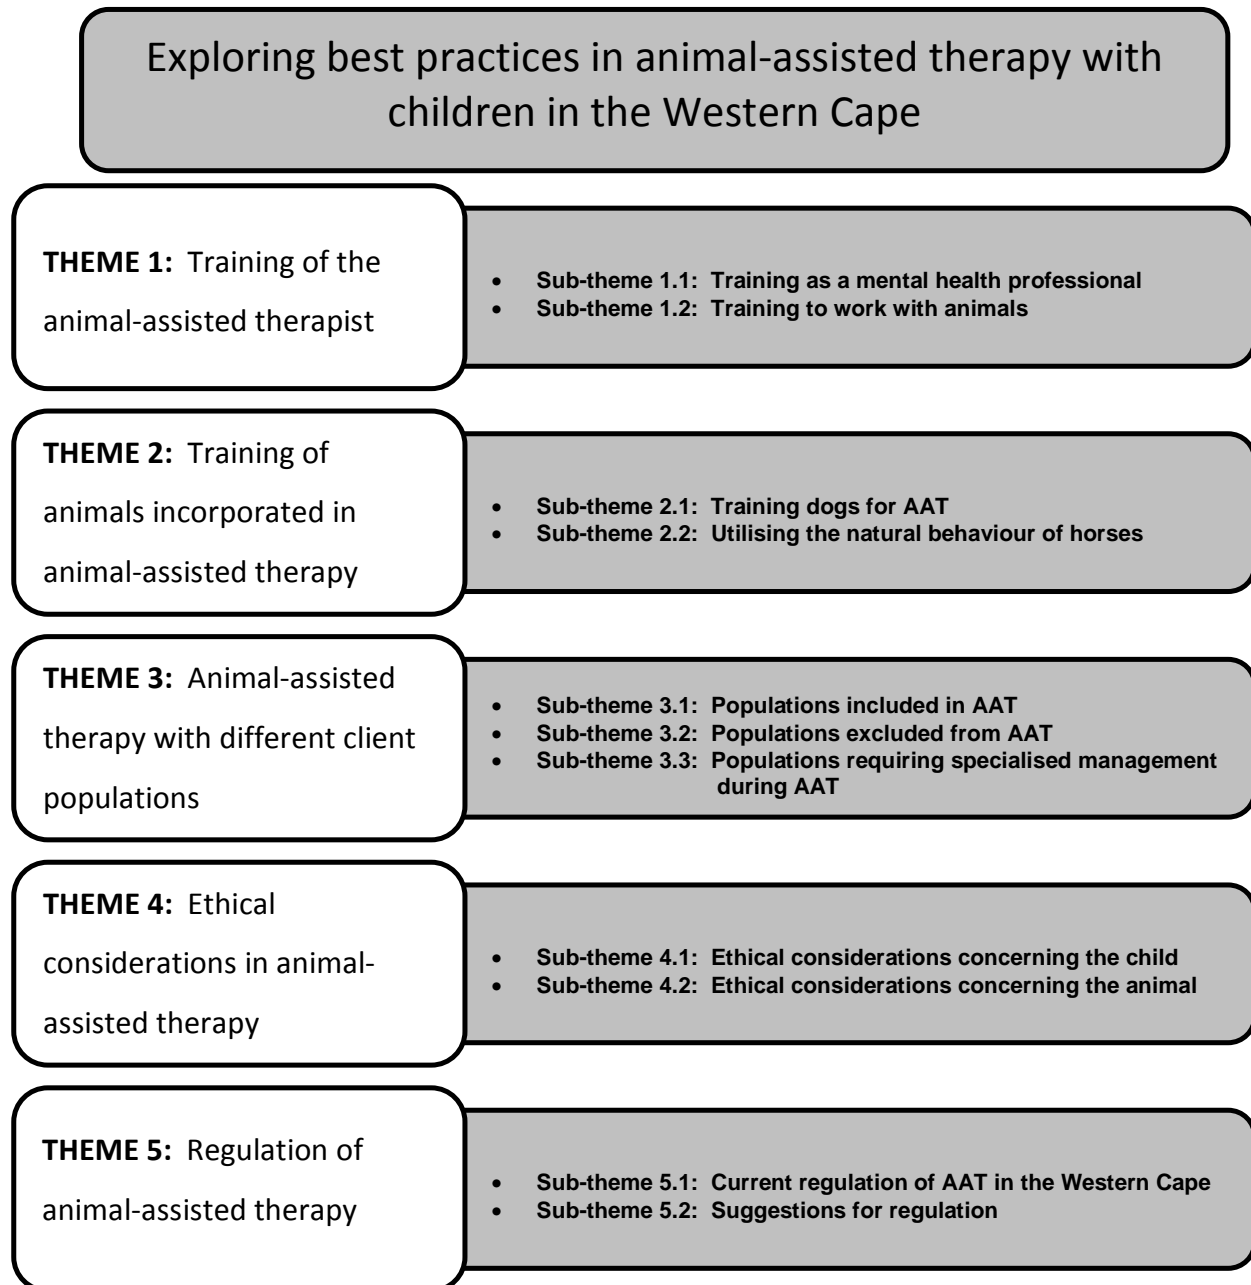 Exploring best practices in animal-assisted therapy with
children in the Western Cape
THEME 1: Training of the
animal-assisted therapist
• Sub-theme 1.1: Training as a mental health professional
• Sub-theme 1.2: Training to work with animals
THEME 2: Training of
animals incorporated in
animal-assisted therapy
• Sub-theme 2.1: Training dogs for AAT
• Sub-theme 2.2: Utilising the natural behaviour of horses
THEME 3: Animal-assisted
therapy with different client
populations
• Sub-theme 3.1: Populations included in AAT
• Sub-theme 3.2: Populations excluded from AAT
• Sub-theme 3.3: Populations requiring specialised management
during AAT
THEME 4: Ethical
considerations in animal-
assisted therapy
• Sub-theme 4.1: Ethical considerations concerning the child
• Sub-theme 4.2: Ethical considerations concerning the animal
THEME 5: Regulation of
animal-assisted therapy
• Sub-theme 5.1: Current regulation of AAT in the Western Cape
• Sub-theme 5.2: Suggestions for regulation